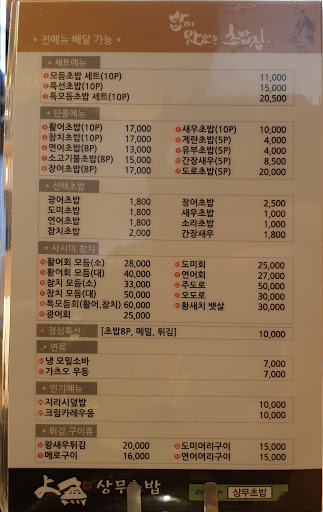 * 전메뉴 배달 가능 *
밥이 맛있는 초밥집...
* 세트메뉴
모듬초밥 세트(10P) 11,000
특선초밥(10P) 15,000
특모듬초밥 세트(10P) 20,500
* 단품메뉴
활어초밥(10P) 17,000 새우초밥(10P) 10,000
참치초밥(10P) 17,000 계란초밥(5P) 4,000
연어초밥(8P) 15,000 유부초밥(5P) 4,000
소고기불초밥(8P) 15,000 간장새우(5P) 8,500
장어초밥(8P) 17,000 도로초밥(5P) 20,000
* 선택초밥
광어초밥 1,800 장어초밥 2,500
도미초밥 1,800 새우초밥 1,000
연어초밥 1,800 소라초밥 1,000
참치초밥 2,000 간장새우 1,800
* 사시미 참치
활어회 모듬(소) 28,000 도미회 25,000
활어회 모듬(대) 40,000 연어회 27,000
참치 모듬(소) 33,000 주도로 50,000
참치 모듬(대) 50,000 오도로 30,000
특모듬회(활어.참치) 60,000 황새치 뱃살 30,000
광어회 25,000
* 점심특선 [초밥8P, 메밀, 튀김] 10,000
* 면류
냉 모밀소바 7,000
가츠오 우동 7,000
* 인기메뉴
지라시덮밥 10,000
크림카레우동 10,000
* 튀김,구이류
왕새우튀김 20,000 도미머리구이 15,000
메로구이 16,000 연어머리구이 15,000
상무초밥
상무초밥